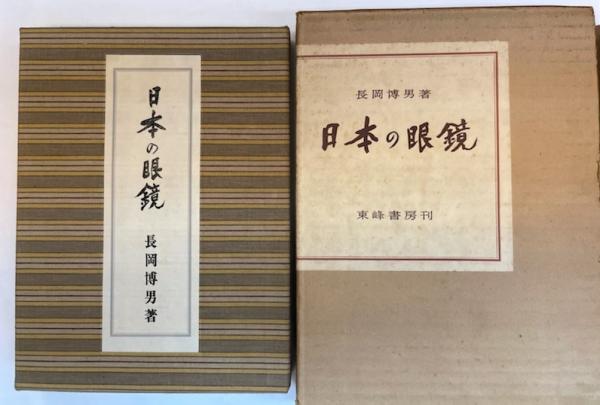 日本の眼鏡
長岡博男著
長岡博男著
日本の眼鏡
東峰書房刊